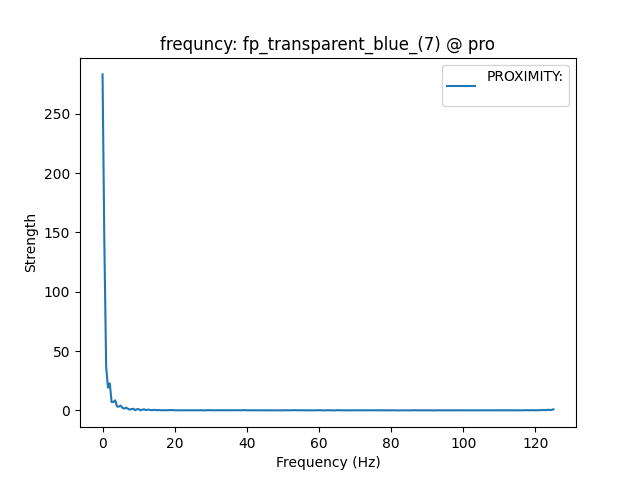 frequncy: fp_transparent_blue_(7) @ pro
PROXIMITY:
250
200
150
100
50
0
Strength
0 20 40 60 80 100 120
Frequency (Hz)